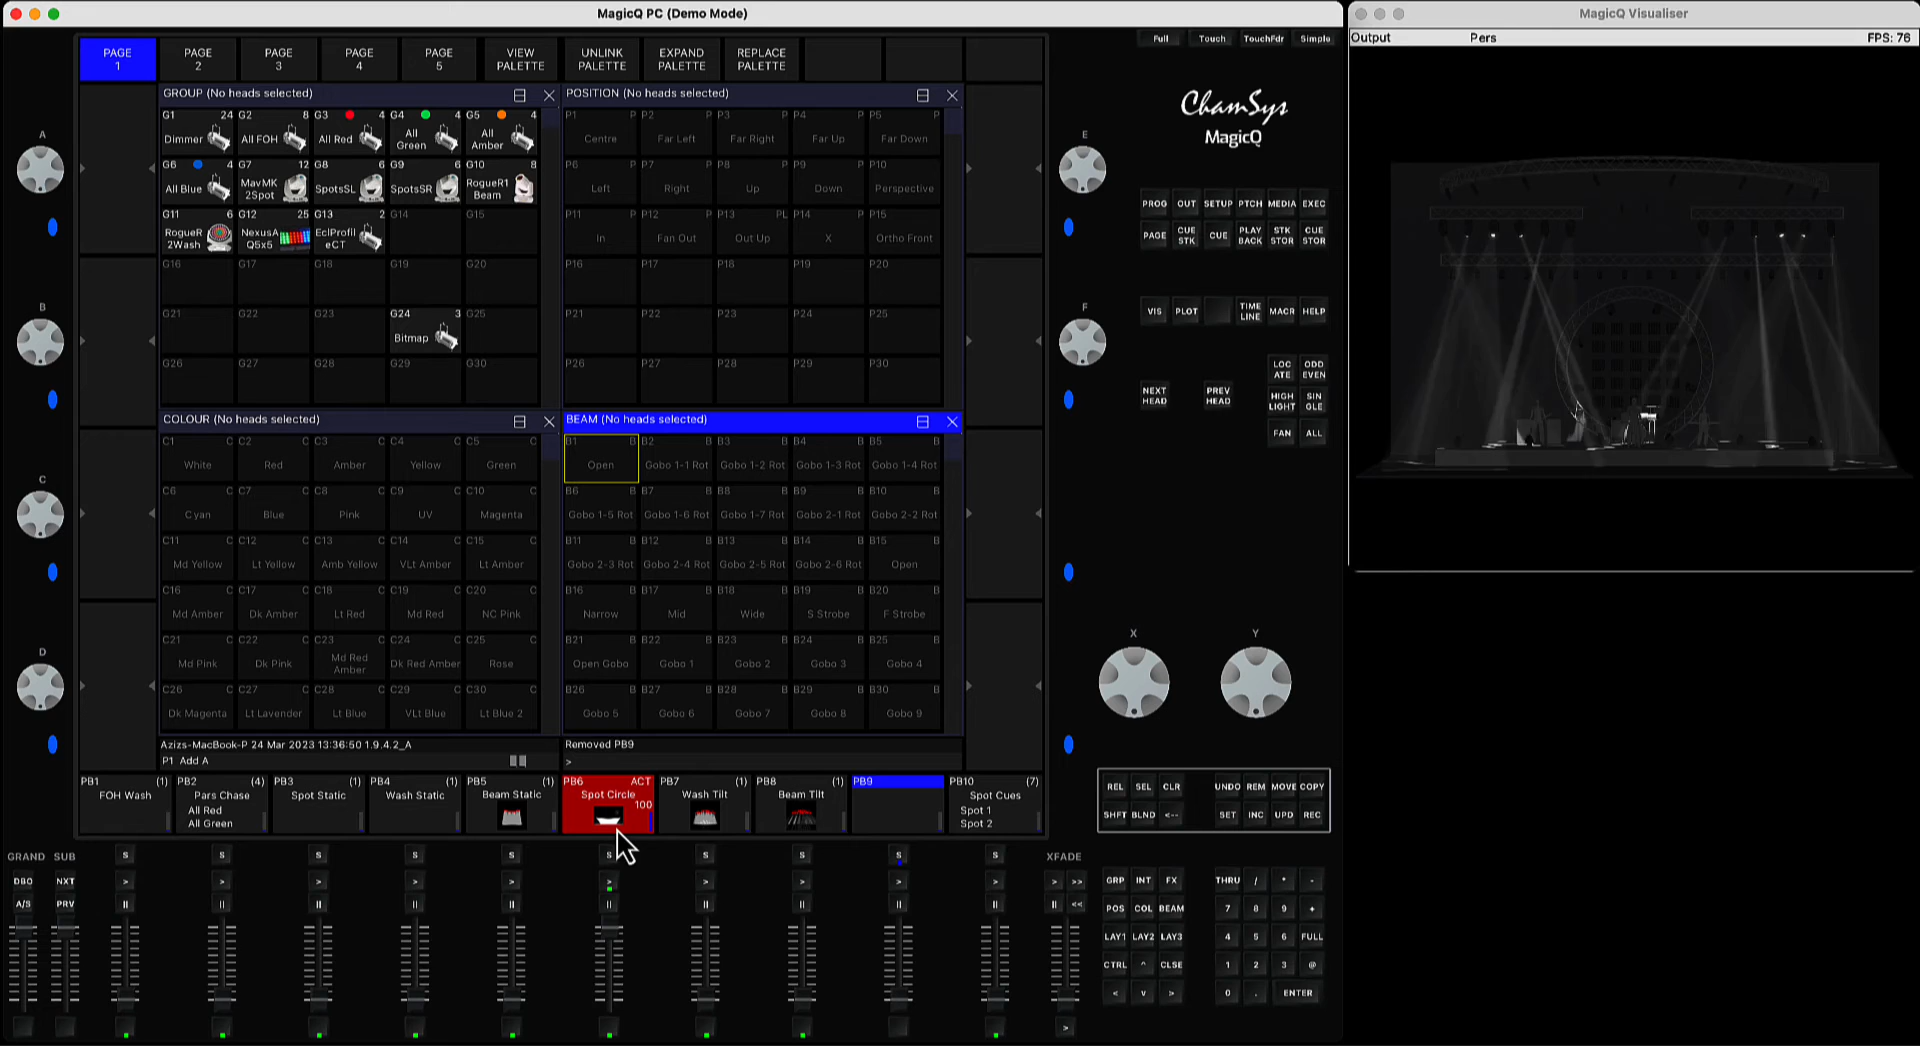 MagicQ PC (Demo Mode)
MagicQ Visualiser
Output Pers FPS: 76
Full Touch TouchFdr Simple
PAGE 1
PAGE 2
PAGE 3
PAGE 4
PAGE 5
VIEW PALETTE
UNLINK PALETTE
EXPAND PALETTE
REPLACE PALETTE
GROUP (No heads selected)
G1 24 Dimmer
G2 8 All FOH
G3 4 All Red
G4 4 All Green
G5 4 All Amber
G6 4 All Blue
G7 12 MavMK 2Spot
G8 6 SpotsSL
G9 6 SpotsSR
G10 8 RogueR1 Beam
G11 6 RogueR 2Wash
G12 25 NexusA Q5x5
G13 2 EclProfil eCT
G14
G15
G16
G17
G18
G19
G20
G21
G22
G23
G24 3 Bitmap
G25
G26
G27
G28
G29
G30
POSITION (No heads selected)
P1 P Centre
P2 P Far Left
P3 P Far Right
P4 P Far Up
P5 P Far Down
P6 P Left
P7 P Right
P8 P Up
P9 P Down
P10 P Perspective
P11 P In
P12 P Fan Out
P13 PL Out Up
P14 P X
P15 P Ortho Front
P16
P17
P18
P19
P20
P21
P22
P23
P24
P25
P26
P27
P28
P29
P30
COLOUR (No heads selected)
C1 C White
C2 C Red
C3 C Amber
C4 C Yellow
C5 C Green
C6 C Cyan
C7 C Blue
C8 C Pink
C9 C UV
C10 C Magenta
C11 C Md Yellow
C12 C Lt Yellow
C13 C Amb Yellow
C14 C VLt Amber
C15 C Lt Amber
C16 C Md Amber
C17 C Dk Amber
C18 C Lt Red
C19 C Md Red
C20 C NC Pink
C21 C Md Pink
C22 C Dk Pink
C23 C Md Red Amber
C24 C Dk Red Amber
C25 C Rose
C26 C Dk Magenta
C27 C Lt Lavender
C28 C Lt Blue
C29 C VLt Blue
C30 C Lt Blue 2
BEAM (No heads selected)
B1 B Open
B2 B Gobo 1-1 Rot
B3 B Gobo 1-2 Rot
B4 B Gobo 1-3 Rot
B5 B Gobo 1-4 Rot
B6 B Gobo 1-5 Rot
B7 B Gobo 1-6 Rot
B8 B Gobo 1-7 Rot
B9 B Gobo 2-1 Rot
B10 B Gobo 2-2 Rot
B11 B Gobo 2-3 Rot
B12 B Gobo 2-4 Rot
B13 B Gobo 2-5 Rot
B14 B Gobo 2-6 Rot
B15 B Open
B16 B Narrow
B17 B Mid
B18 B Wide
B19 B S Strobe
B20 B F Strobe
B21 B Open Gobo
B22 B Gobo 1
B23 B Gobo 2
B24 B Gobo 3
B25 B Gobo 4
B26 B Gobo 5
B27 B Gobo 6
B28 B Gobo 7
B29 B Gobo 8
B30 B Gobo 9
Azizs-MacBook-P 24 Mar 2023 13:36:50 1.9.4.2_A
P1 Add A
Removed PB9
>
PB1 (1) FOH Wash
PB2 (4) Pars Chase
All Red
All Green
PB3 (1) Spot Static
PB4 (1) Wash Static
PB5 (1) Beam Static
PB6 ACT Spot Circle
100
PB7 (1) Wash Tilt
PB8 (1) Beam Tilt
PB9
PB10 (7) Spot Cues
Spot 1
Spot 2
A
B
C
D
E
F
X
Y
ChamSys
MagicQ
PROG OUT SETUP PTCH MEDIA EXEC
PAGE CUE STK CUE PLAY BACK STK STOR CUE STOR
VIS PLOT TIME LINE MACR HELP
LOC ATE ODD EVEN
NEXT HEAD PREV HEAD HIGH LIGHT SIN GLE
FAN ALL
REL SEL CLR UNDO REM MOVE COPY
SHFT BLND <-- SET INC UPD REC
GRAND SUB XFADE
S S S S S S S S S S
DBO NXT > > > > > > > > > > > >>
A/S PRV II II II II II II II II II II II <<
>
GRP INT FX THRU / * -
POS COL BEAM 7 8 9 +
LAY1 LAY2 LAY3 4 5 6 FULL
CTRL ^ CLSE 1 2 3 @
< v > 0 . ENTER